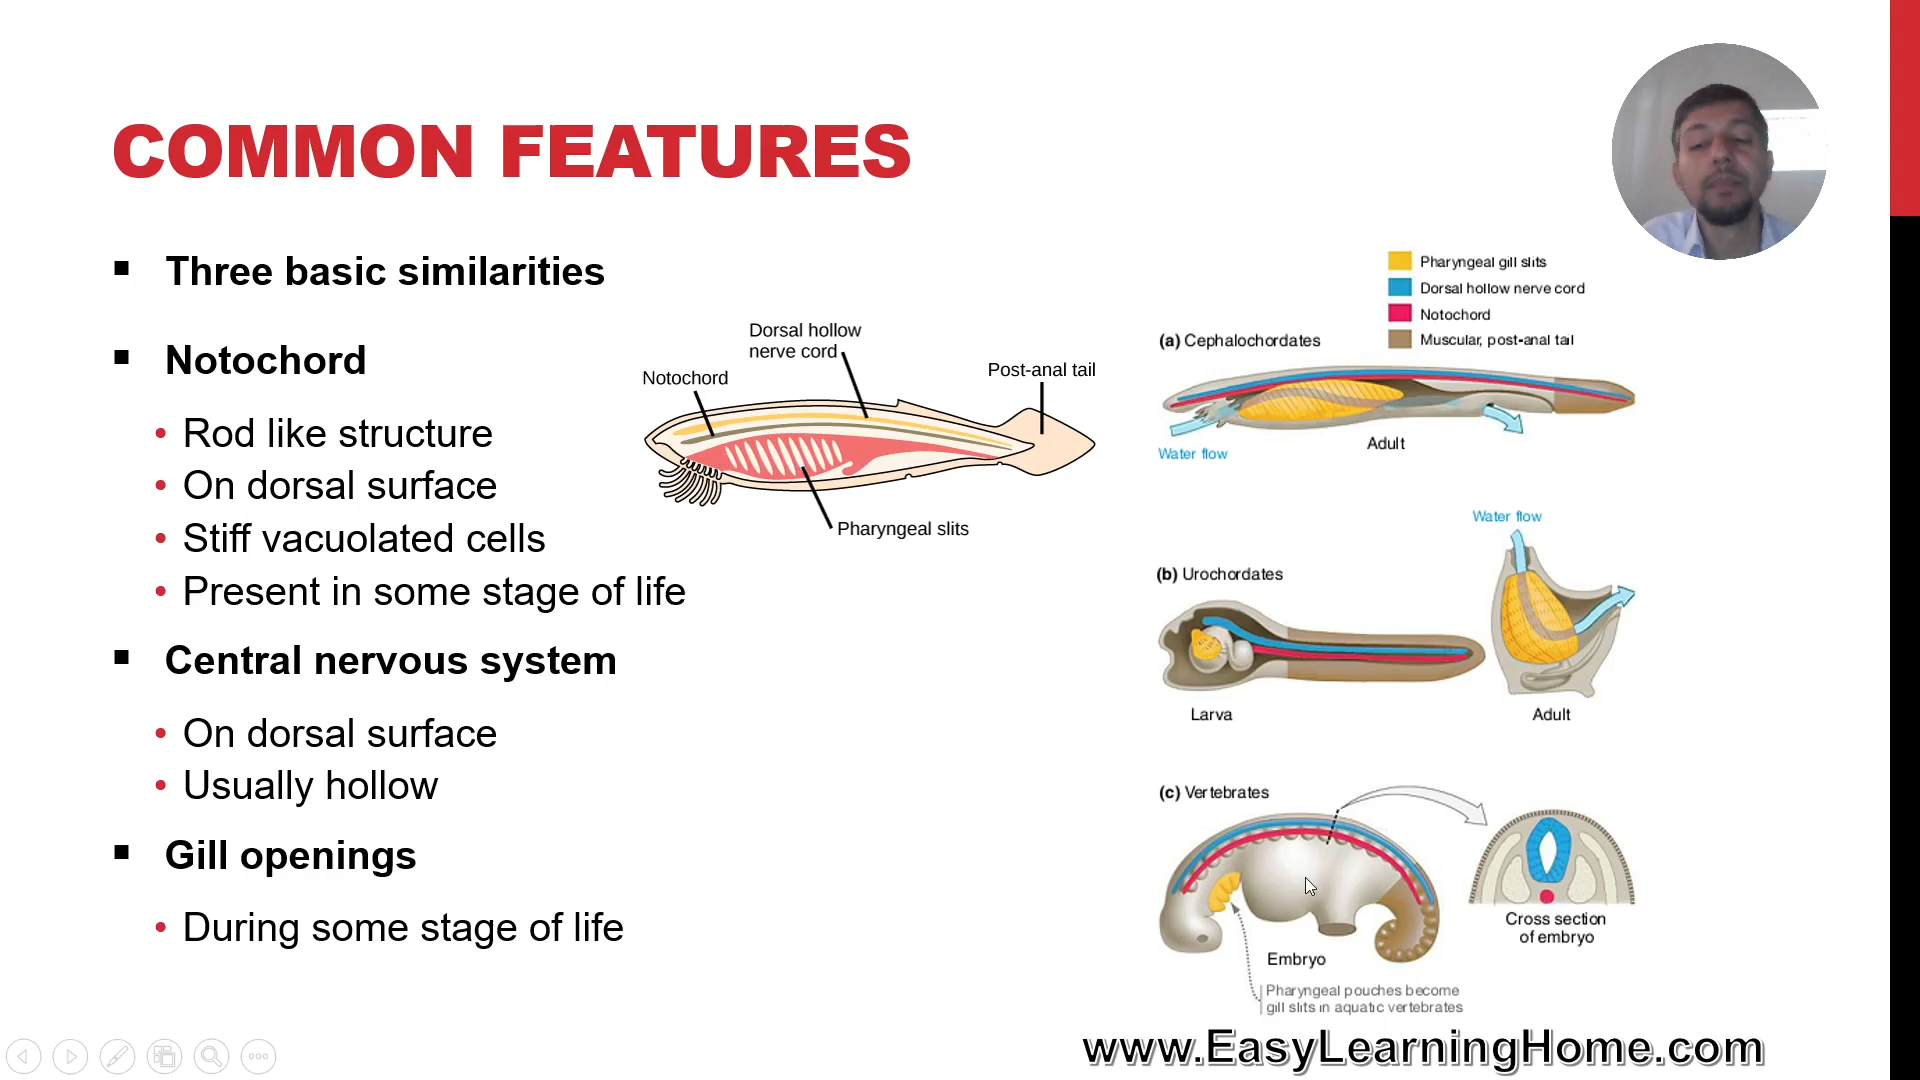 COMMON FEATURES
Three basic similarities
Notochord
Rod like structure
On dorsal surface
Stiff vacuolated cells
Present in some stage of life
Central nervous system
On dorsal surface
Usually hollow
Gill openings
During some stage of life
Dorsal hollow
nerve cord
Notochord
Post-anal tail
Pharyngeal slits
Pharyngeal gill slits
Dorsal hollow nerve cord
Notochord
Muscular, post-anal tail
(a) Cephalochordates
Water flow
Adult
Water flow
(b) Urochordates
Larva
Adult
(c) Vertebrates
Cross section
of embryo
Embryo
Pharyngeal pouches become
gill slits in aquatic vertebrates
www.EasyLearningHome.com